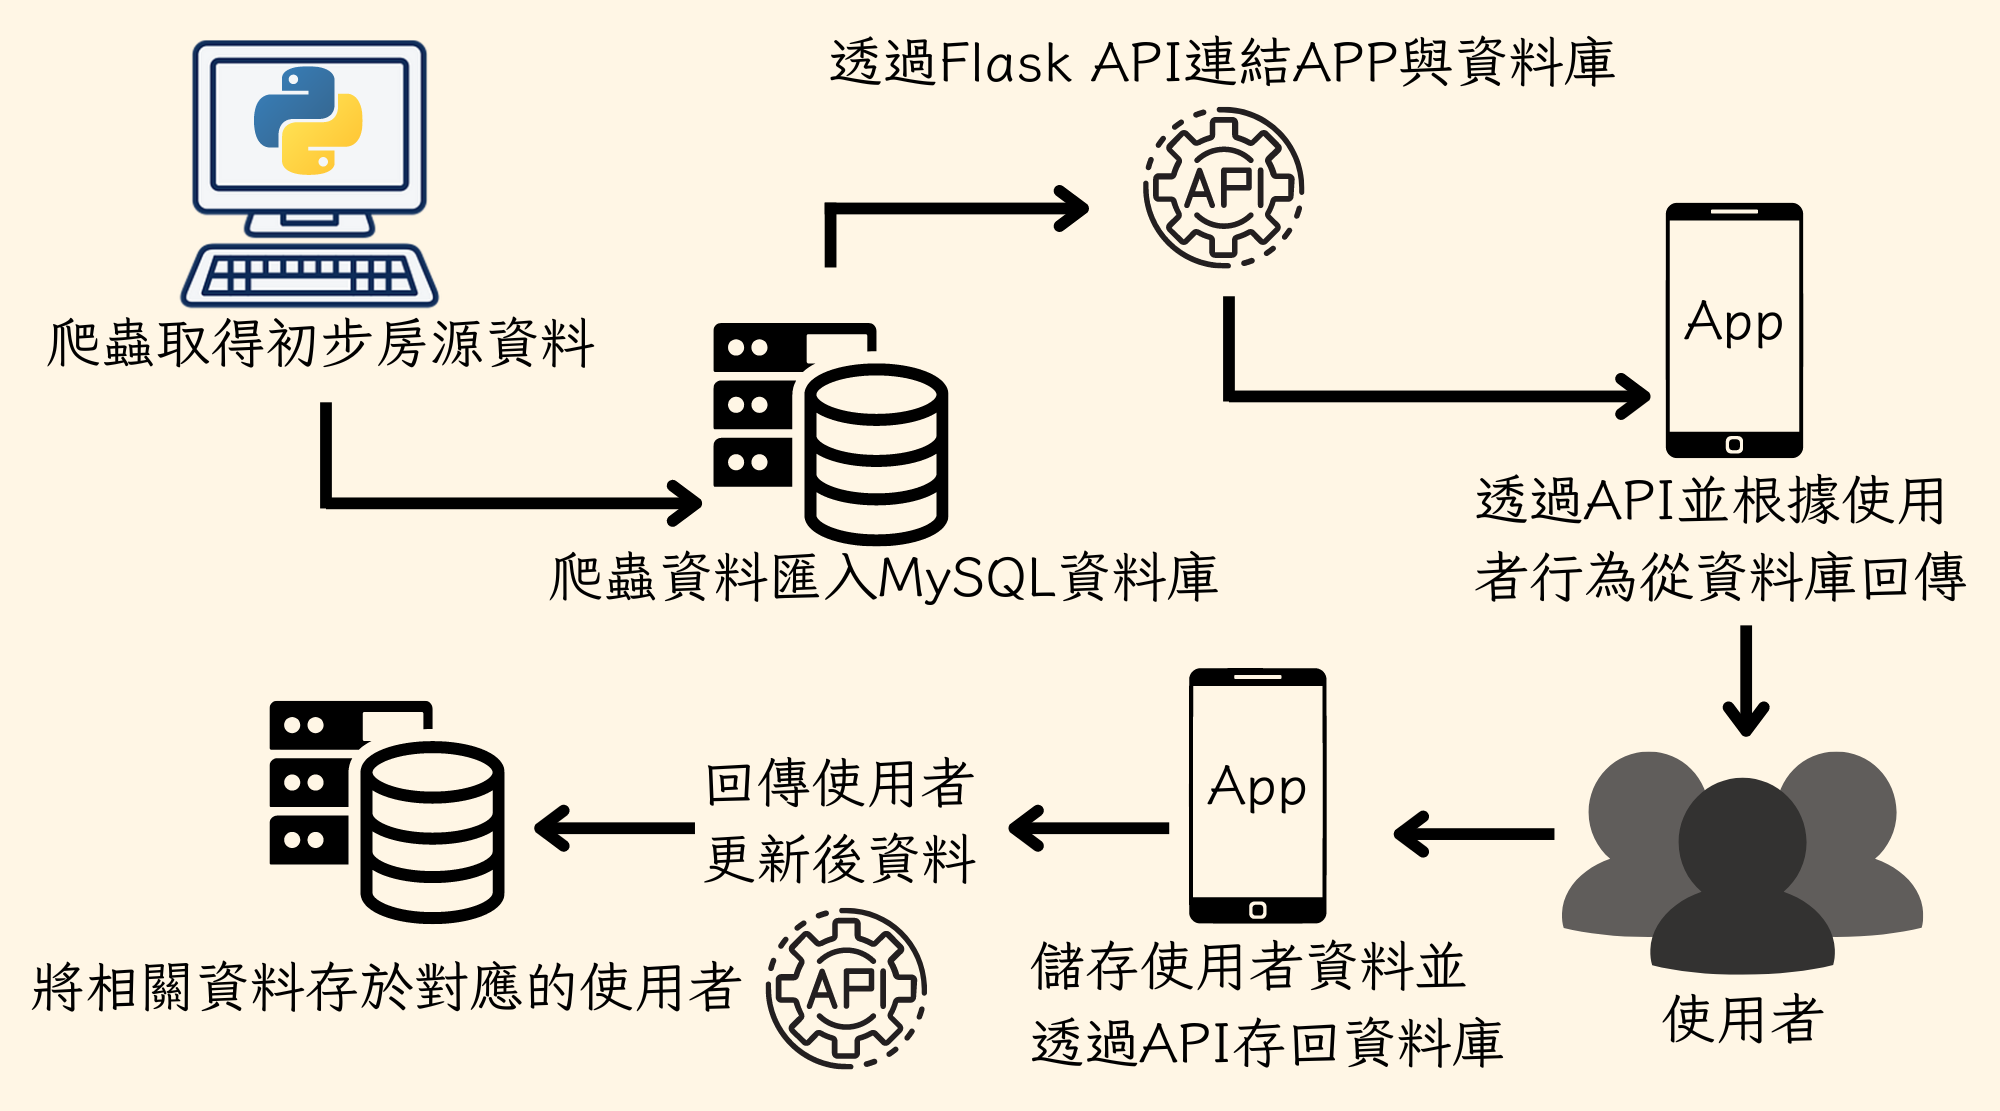 透過Flask API連結APP與資料庫
API
爬蟲取得初步房源資料
App
爬蟲資料匯入MySQL資料庫
透過API並根據使用
者行為從資料庫回傳
使用者
App
儲存使用者資料並
透過API存回資料庫
回傳使用者
更新後資料
API
將相關資料存於對應的使用者